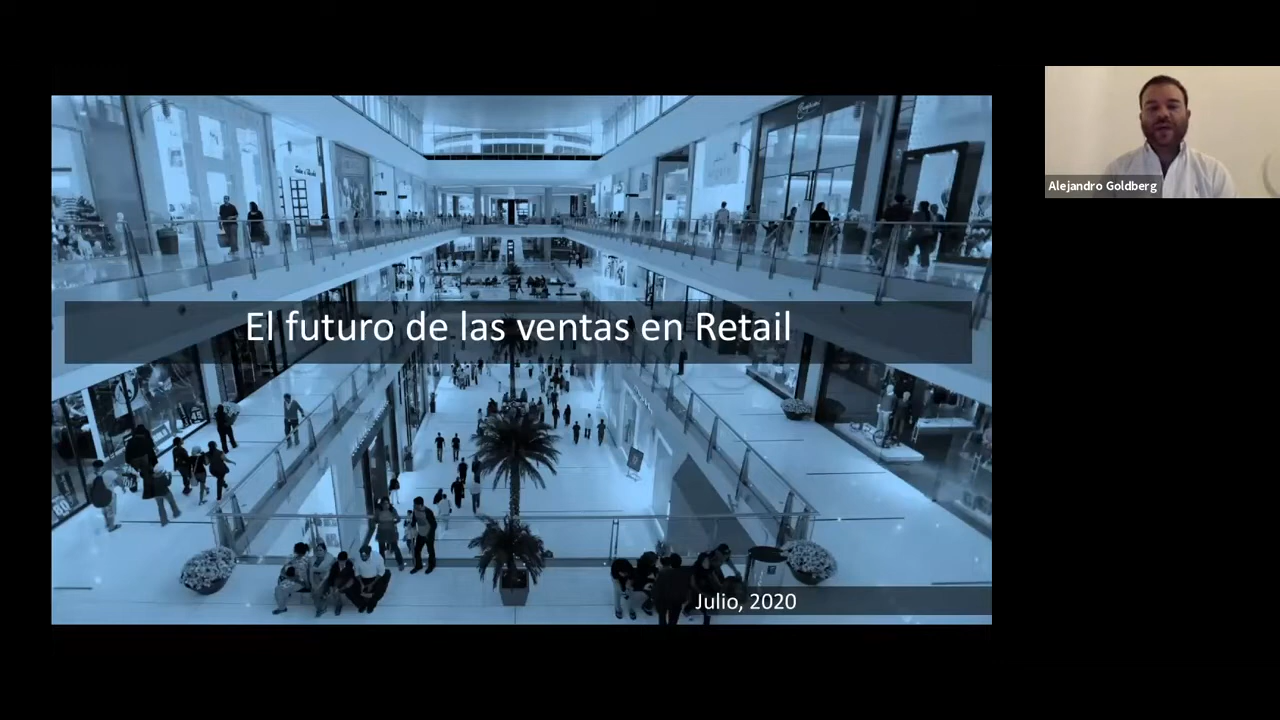 El futuro de las ventas en Retail
Julio, 2020
Alejandro Goldberg